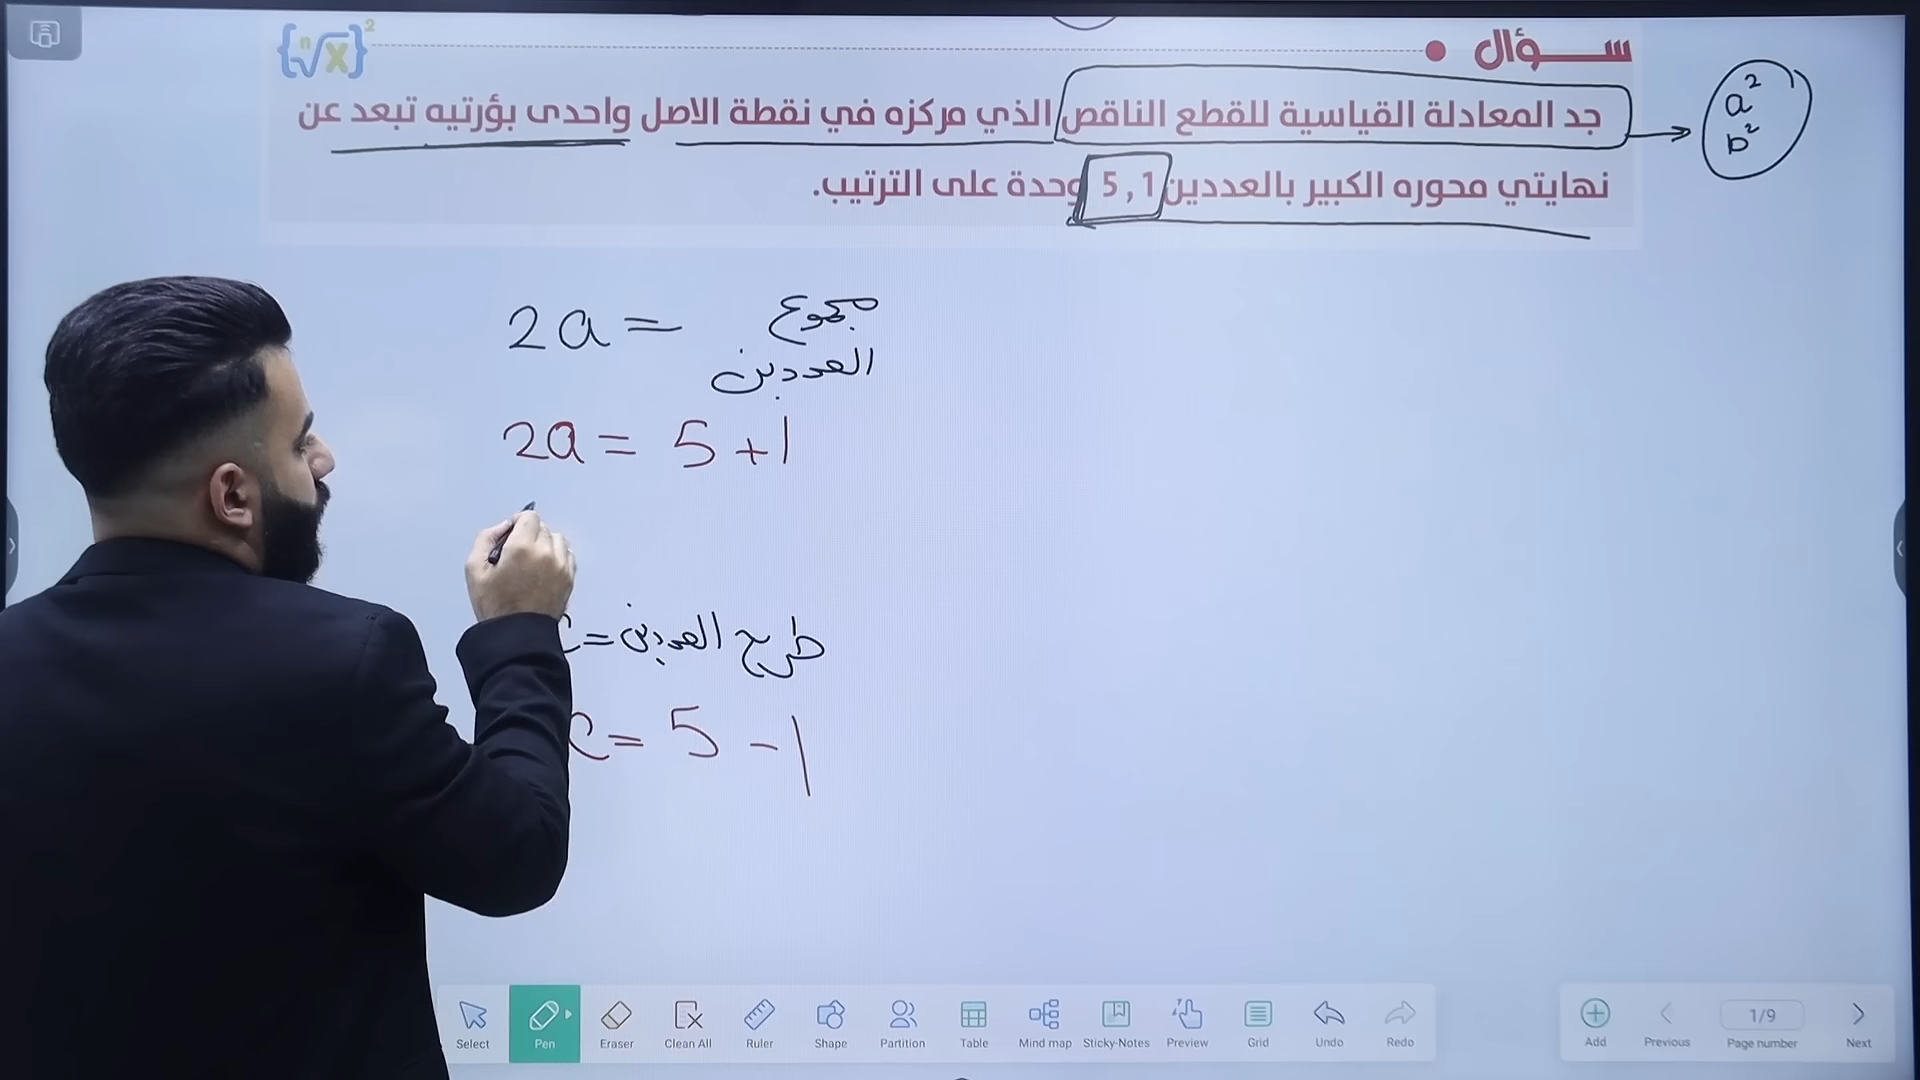 سؤال
{ⁿ√x}²
جد المعادلة القياسية للقطع الناقص الذي مركزه في نقطة الاصل واحدى بؤرتيه تبعد عن
نهايتي محوره الكبير بالعددين 5 , 1 وحدة على الترتيب.
a²
b²
2a = مجموع
العددين
2a = 5 + 1
c = طرح العددين
c = 5 - 1
Select
Pen
Eraser
Clean All
Ruler
Shape
Partition
Table
Mind map
Sticky-Notes
Preview
Grid
Undo
Redo
Add
Previous
1/9
Page number
Next